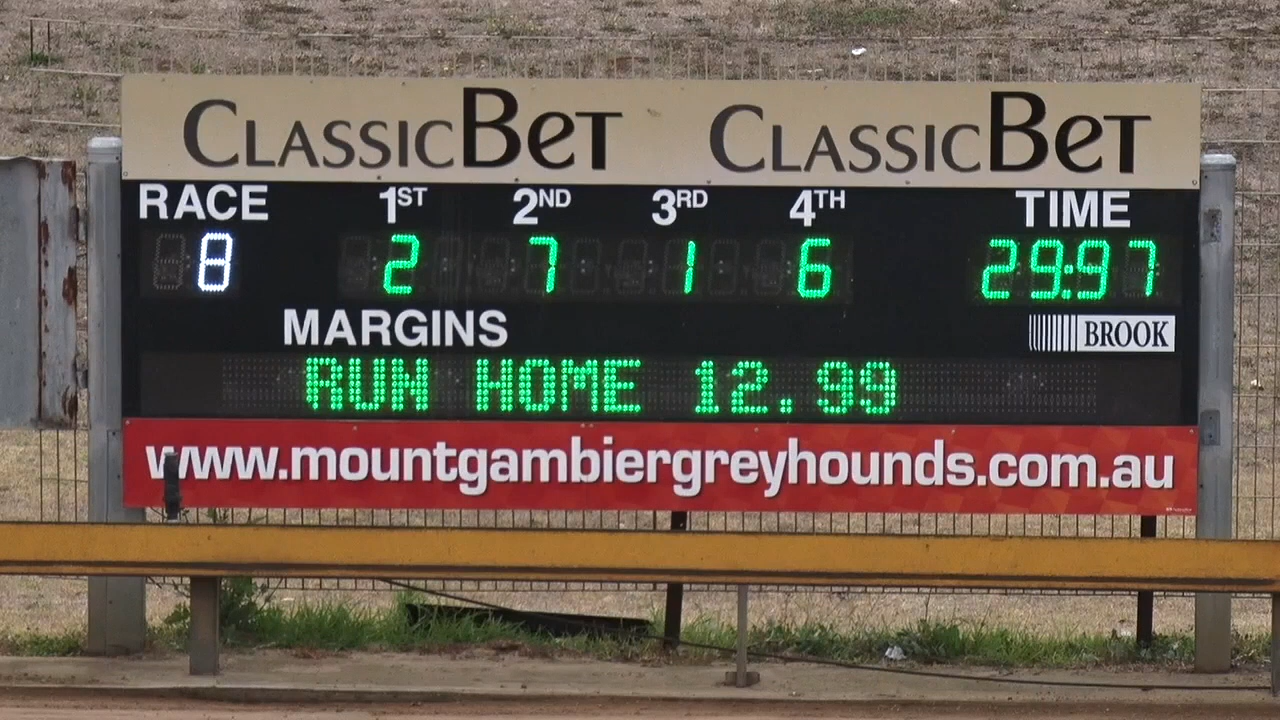 CLASSICBET CLASSICBET
RACE 1ST 2ND 3RD 4TH TIME
8 2 7 1 6 29:97
MARGINS BROOK
RUN HOME 12.99
www.mountgambiergreyhounds.com.au